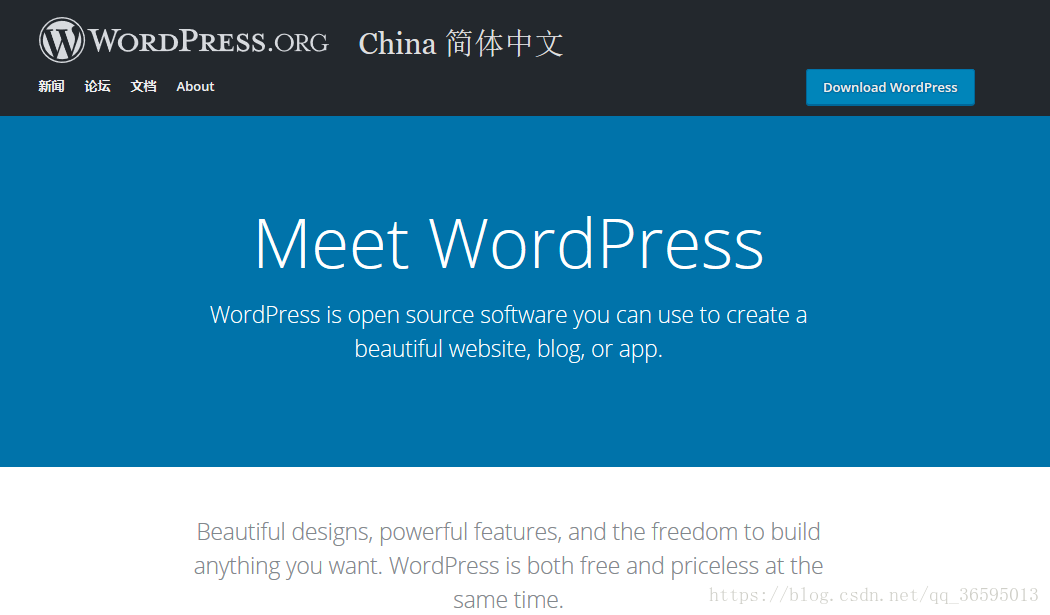 WORDPRESS.ORG China 简体中文
新闻 论坛 文档 About Download WordPress
Meet WordPress
WordPress is open source software you can use to create a
beautiful website, blog, or app.
Beautiful designs, powerful features, and the freedom to build
anything you want. WordPress is both free and priceless at the
same time.
https://blog.csdn.net/qq_36595013